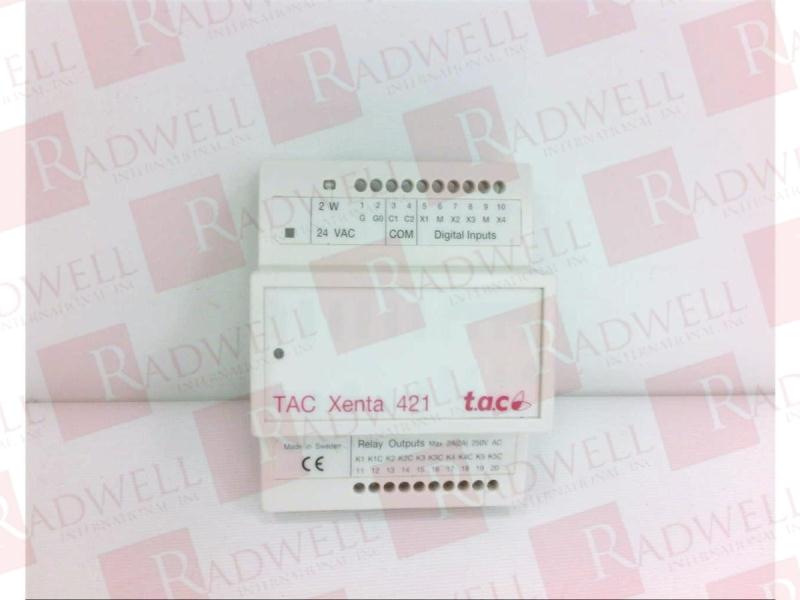 2 W 1 2 3 4 5 6 7 8 9 10
G G0 C1 C2 X1 M X2 X3 M X4
24 VAC COM Digital Inputs
TAC Xenta 421 t.a.c
Made in Sweden Relay Outputs Max 2A(2A) 250V AC
CE K1 K1C K2 K2C K3 K3C K4 K4C K5 K5C
11 12 13 14 15 16 17 18 19 20
RADWELL
INTERNATIONAL, INC.